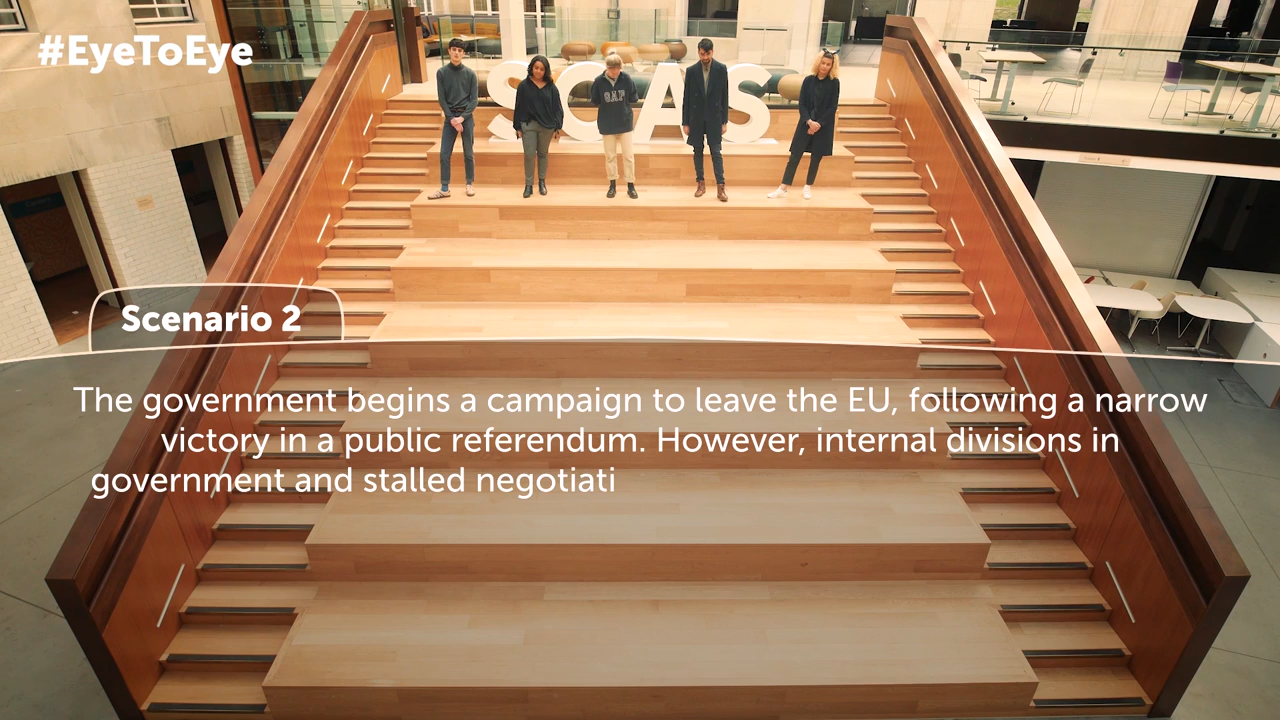 #EyeToEye
SCAS
GAP
Scenario 2
The government begins a campaign to leave the EU, following a narrow
victory in a public referendum. However, internal divisions in
government and stalled negotiati